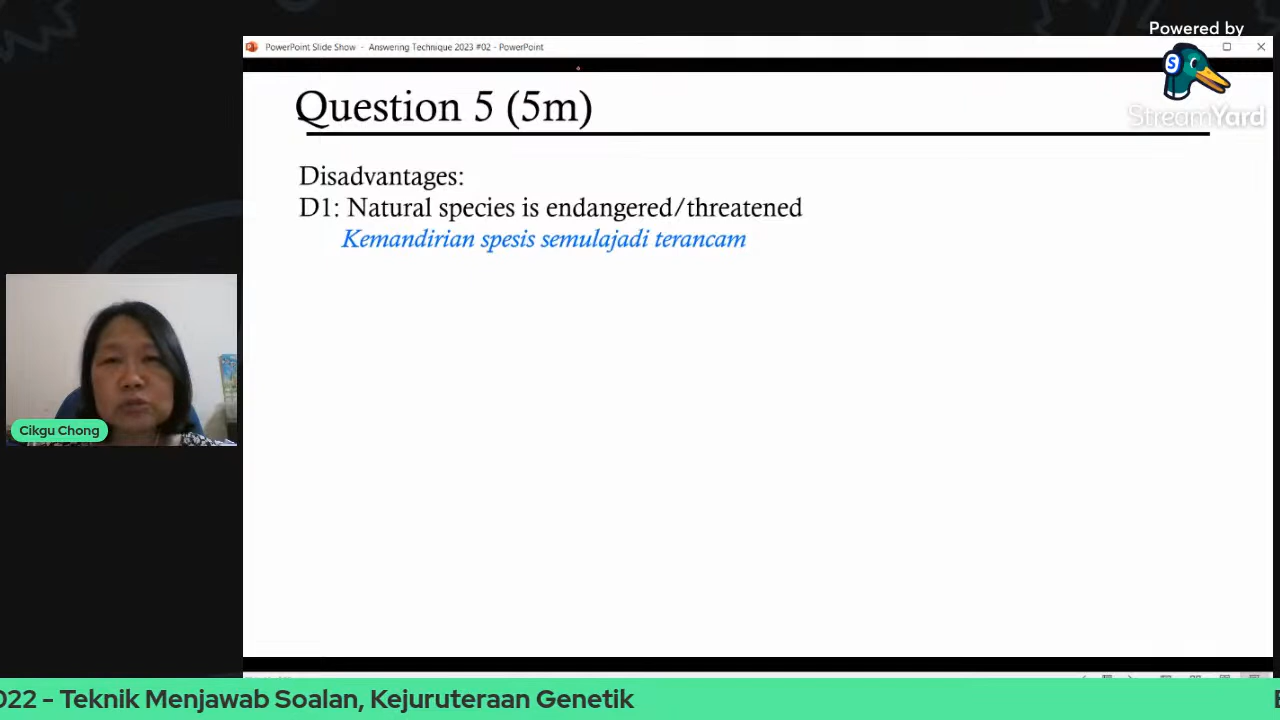 Powered by
StreamYard
PowerPoint Slide Show - Answering Technique 2023 #02 - PowerPoint
Question 5 (5m)
Disadvantages:
D1: Natural species is endangered/threatened
Kemandirian spesis semulajadi terancam
Cikgu Chong
022 - Teknik Menjawab Soalan, Kejuruteraan Genetik